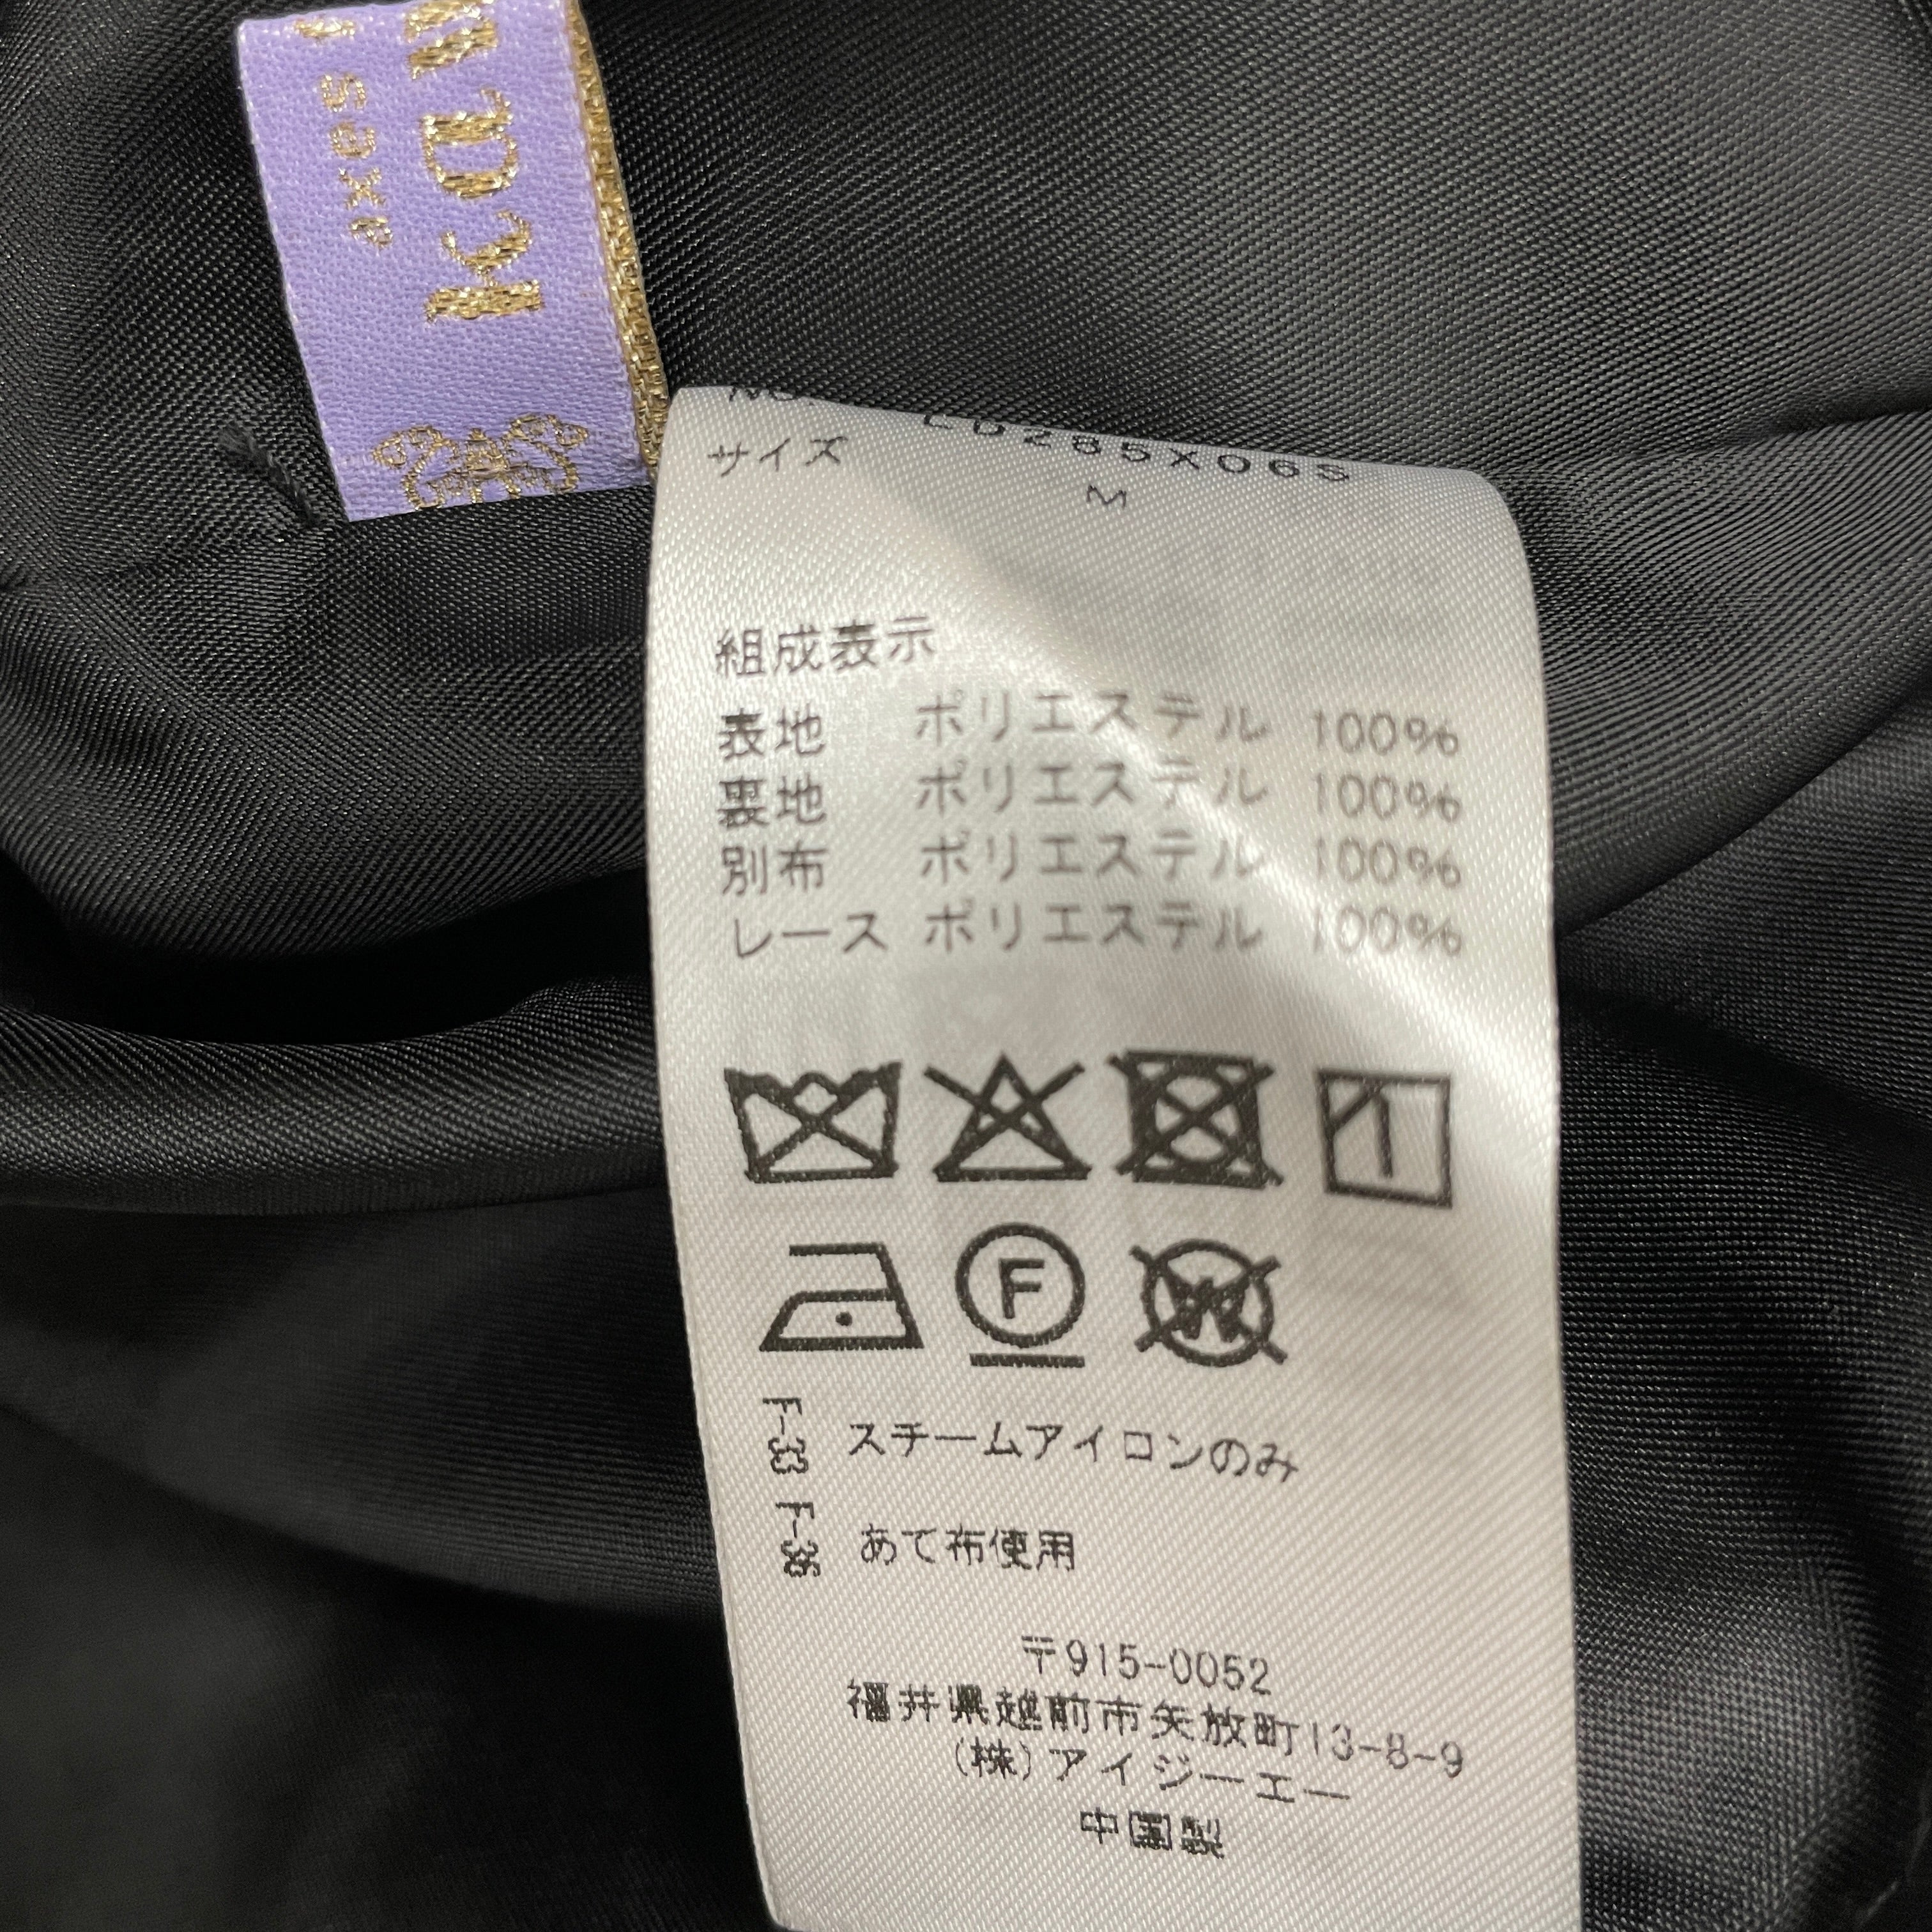 saxe
サイズ M
組成表示
表地 ポリエステル 100%
裏地 ポリエステル 100%
別布 ポリエステル 100%
レース ポリエステル 100%
F
W
F-33 スチームアイロンのみ
F-36 あて布使用
〒915-0052
福井県越前市矢放町13-8-9
(株)アイジーエー
中国製